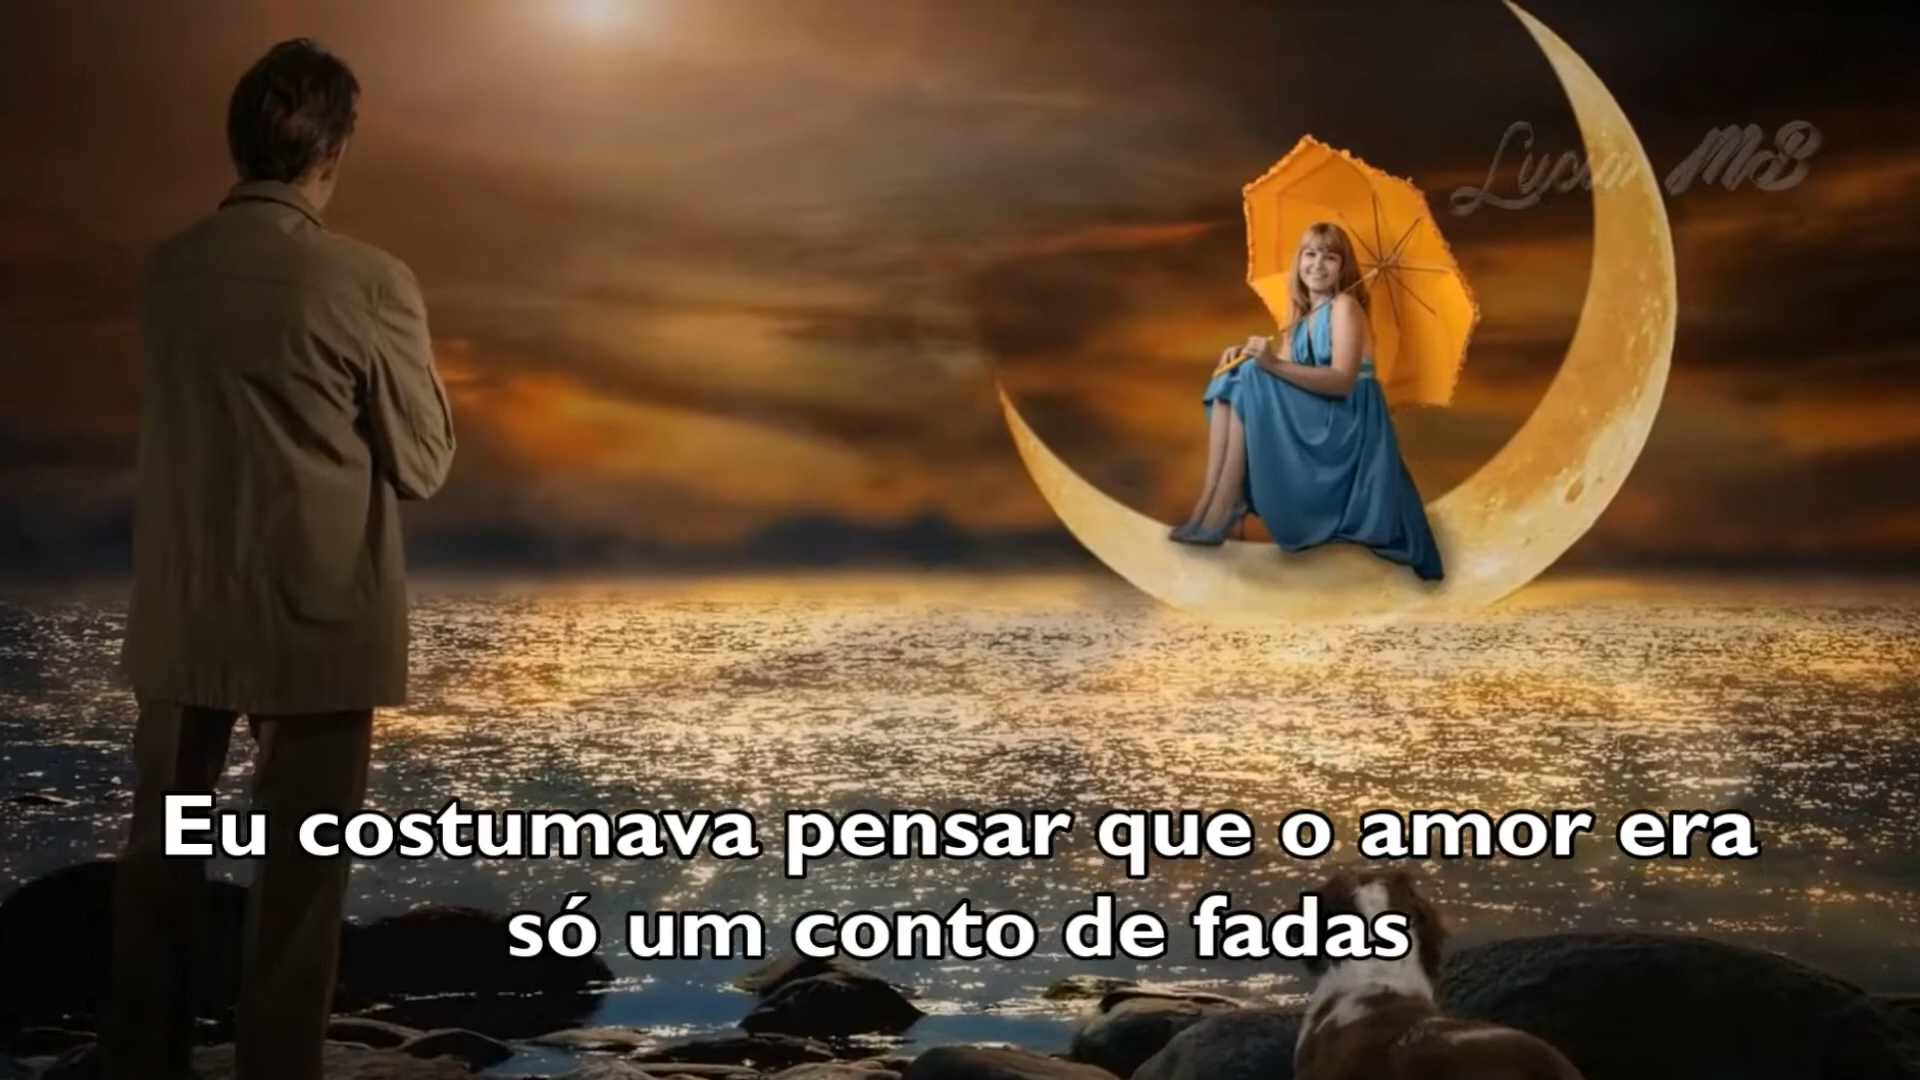 Eu costumava pensar que o amor era
só um conto de fadas